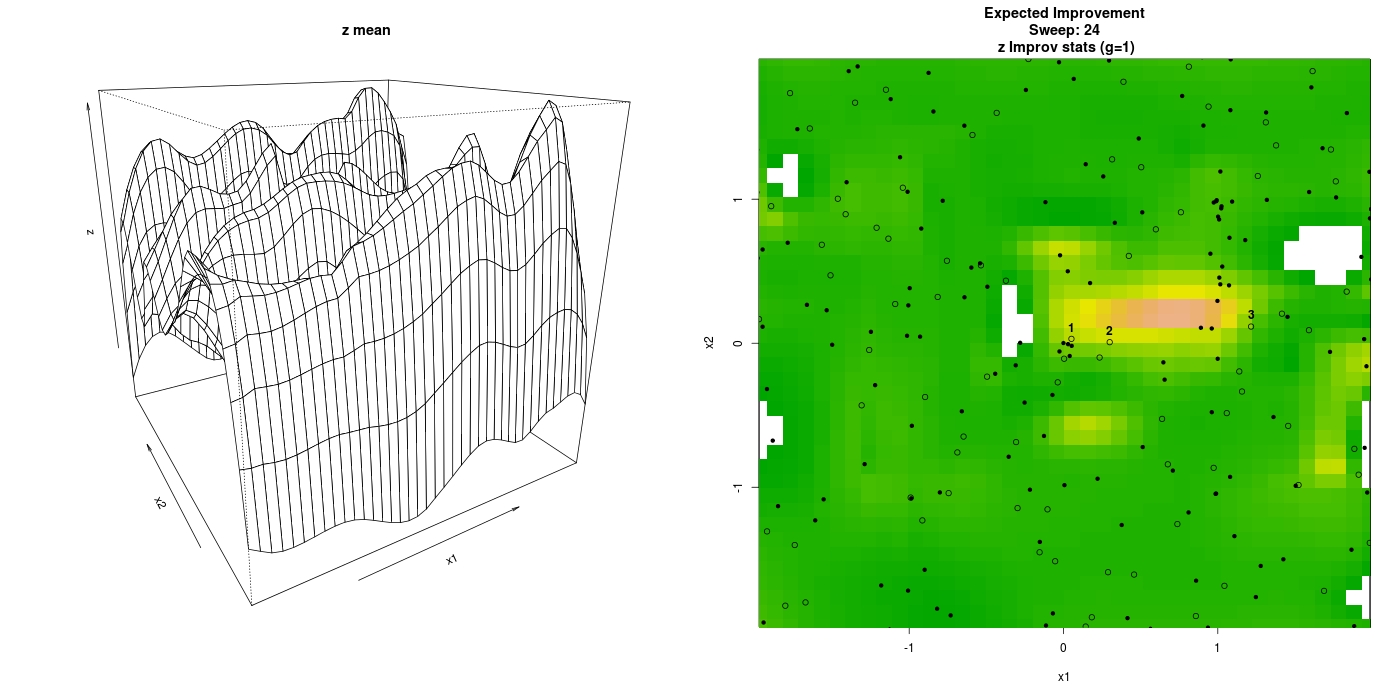 z mean
z
x2
x1
Expected Improvement
Sweep: 24
z Improv stats (g=1)
1
0
-1
x2
1
2
3
-1
0
1
x1